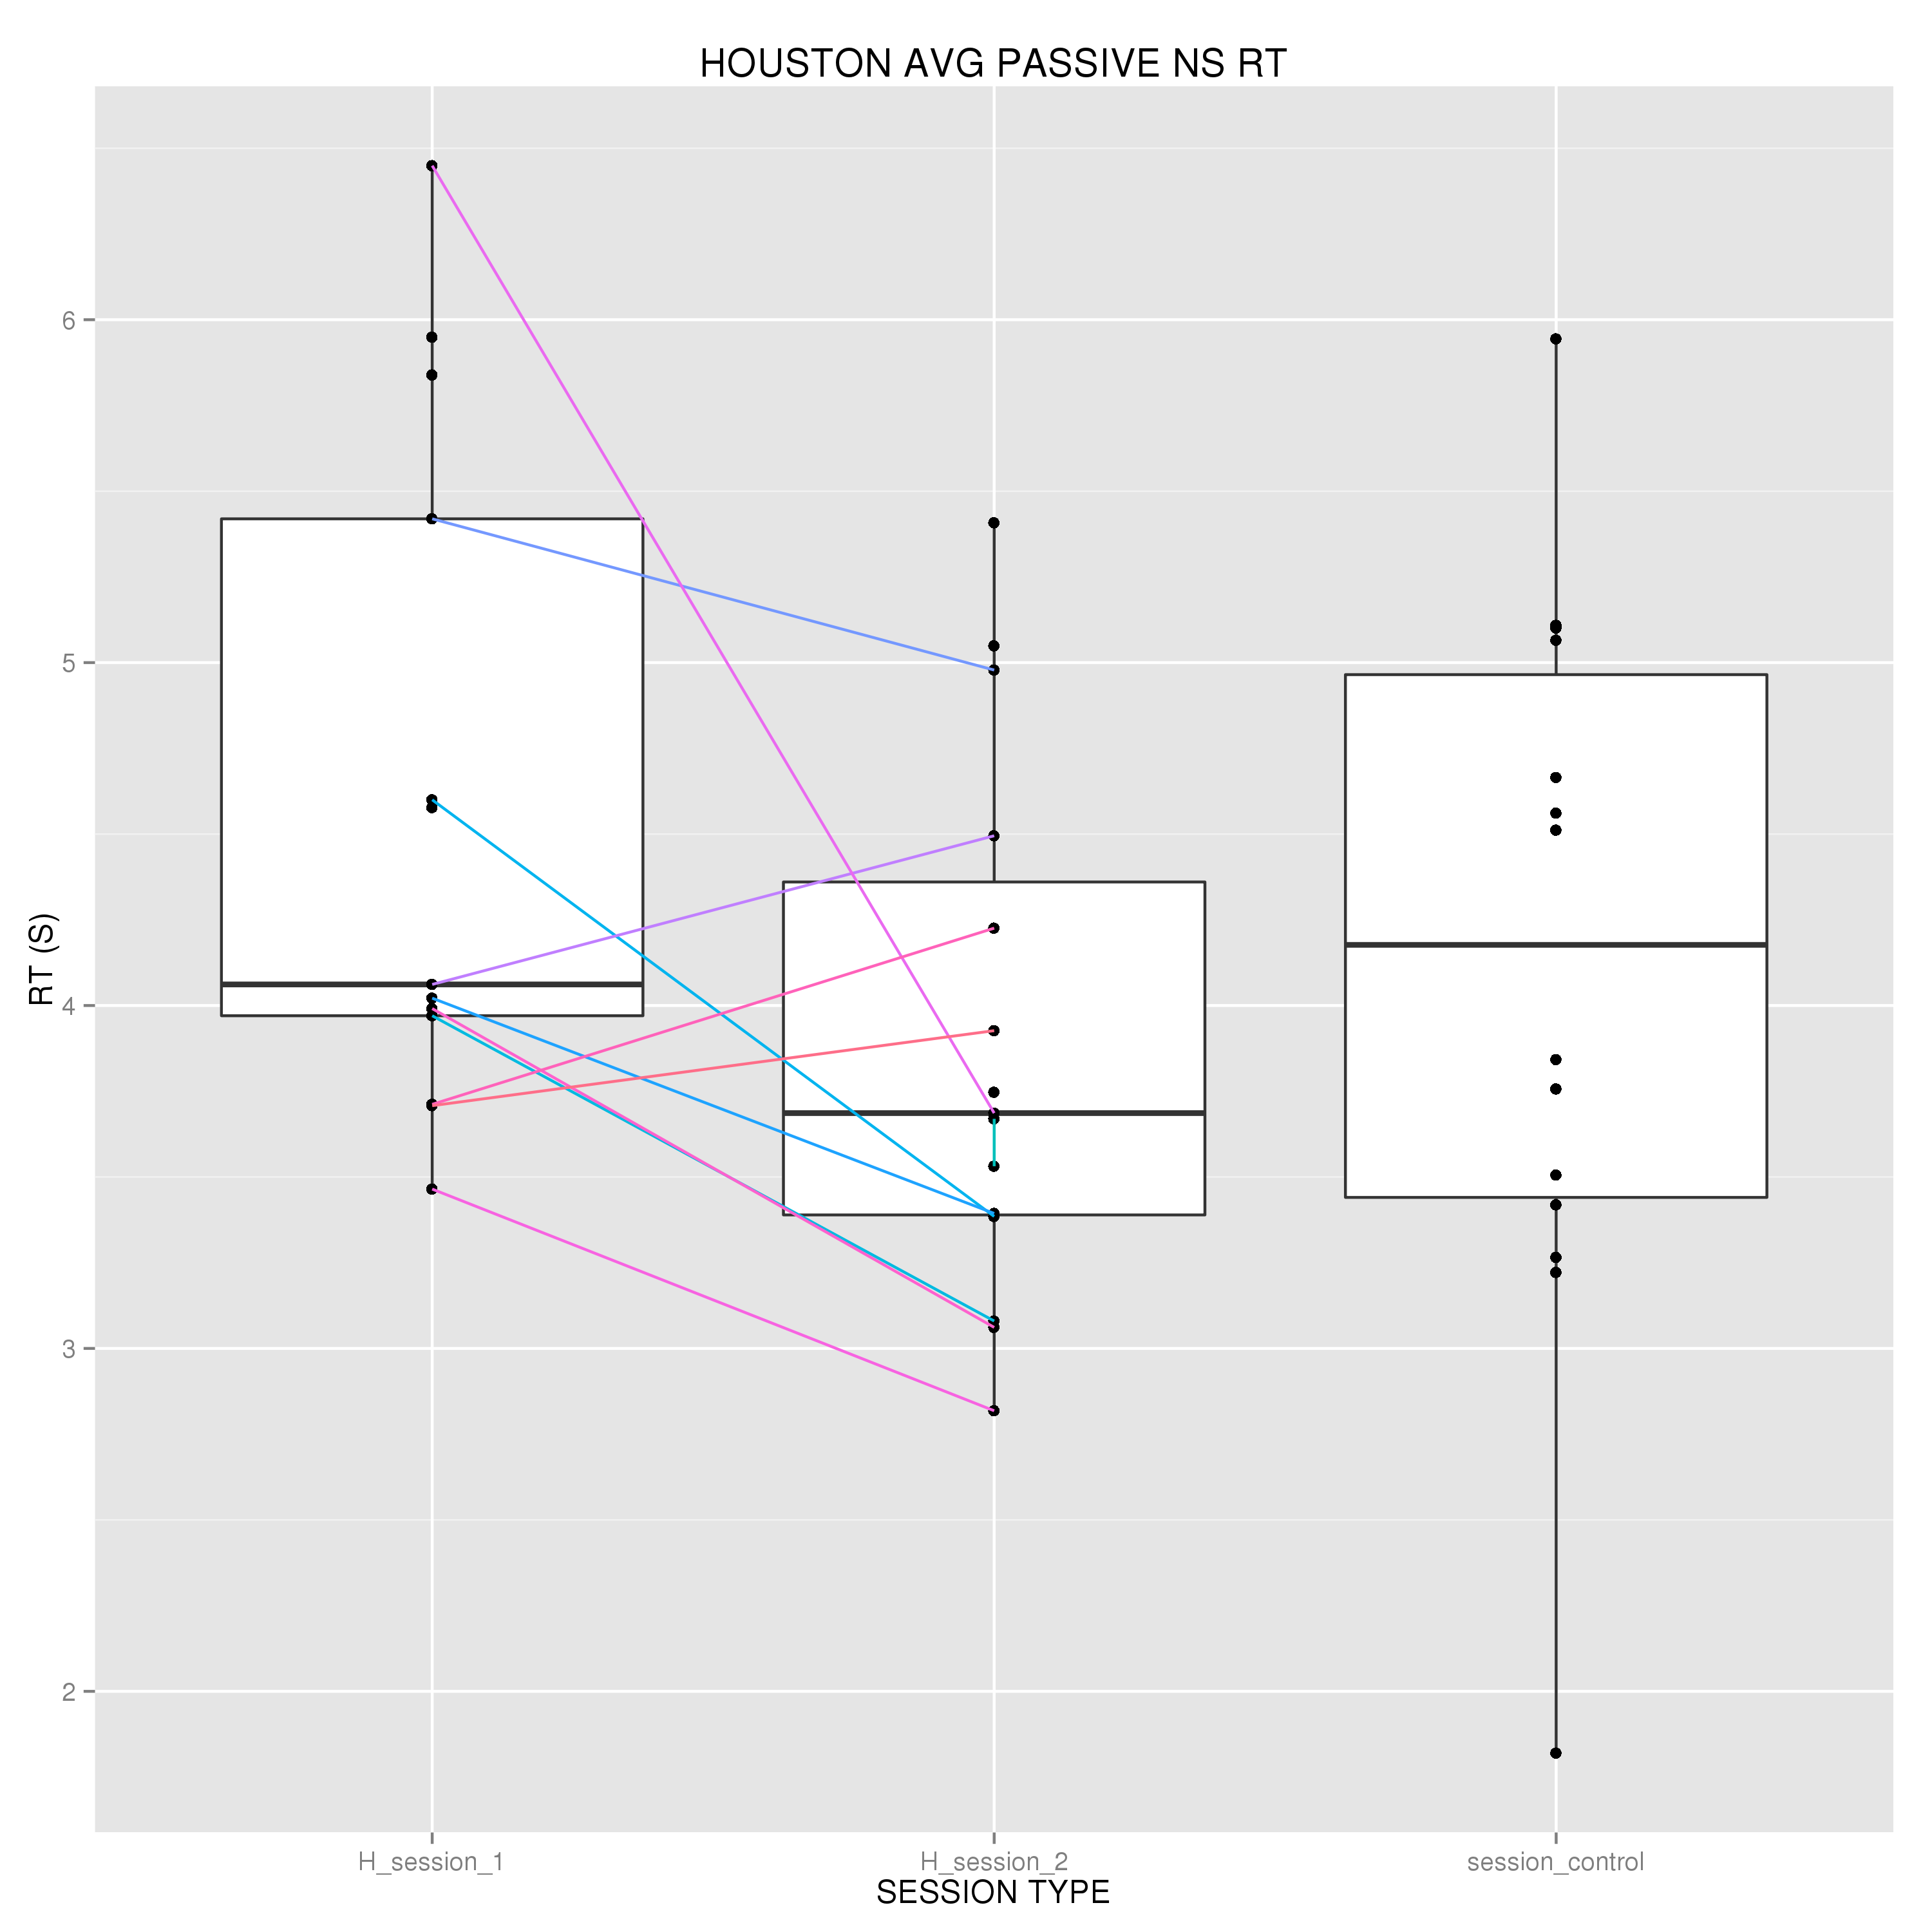 HOUSTON AVG PASSIVE NS RT
6
5
4
3
2
RT (S)
H_session_1
H_session_2
session_control
SESSION TYPE